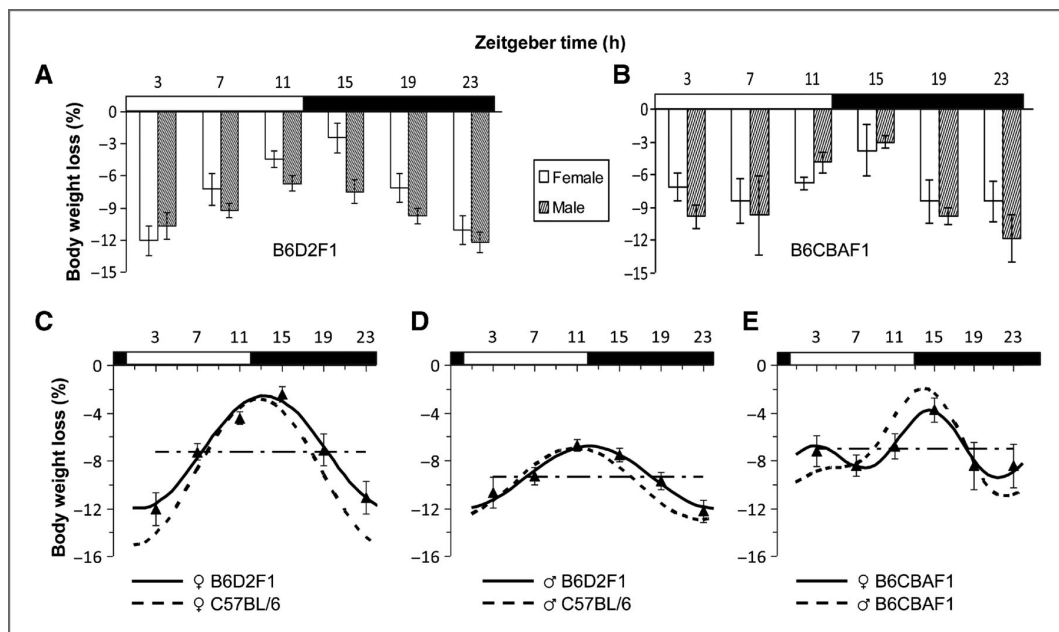 Zeitgeber time (h)
A
3 7 11 15 19 23
Body weight loss (%)
0
−3
−6
−9
−12
−15
B6D2F1
Female
Male
B
3 7 11 15 19 23
0
−3
−6
−9
−12
−15
B6CBAF1
C
3 7 11 15 19 23
Body weight loss (%)
0
−4
−8
−12
−16
♀ B6D2F1
♀ C57BL/6
D
3 7 11 15 19 23
0
−4
−8
−12
−16
♂ B6D2F1
♂ C57BL/6
E
3 7 11 15 19 23
0
−4
−8
−12
−16
♀ B6CBAF1
♂ B6CBAF1